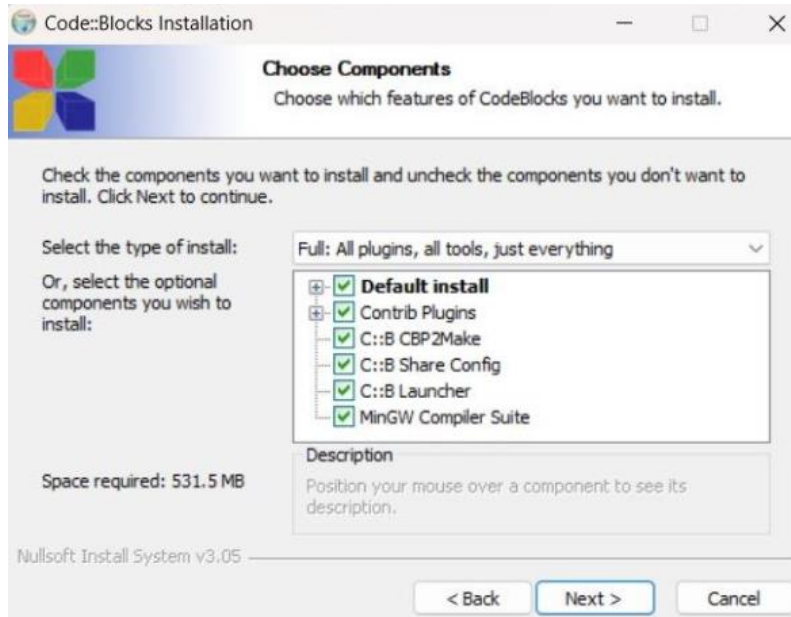 Code::Blocks Installation
Choose Components
Choose which features of CodeBlocks you want to install.
Check the components you want to install and uncheck the components you don't want to
install. Click Next to continue.
Select the type of install:
Full: All plugins, all tools, just everything
Or, select the optional
components you wish to
install:
Default install
Contrib Plugins
C::B CBP2Make
C::B Share Config
C::B Launcher
MinGW Compiler Suite
Space required: 531.5 MB
Description
Position your mouse over a component to see its
description.
Nullsoft Install System v3.05
< Back
Next >
Cancel